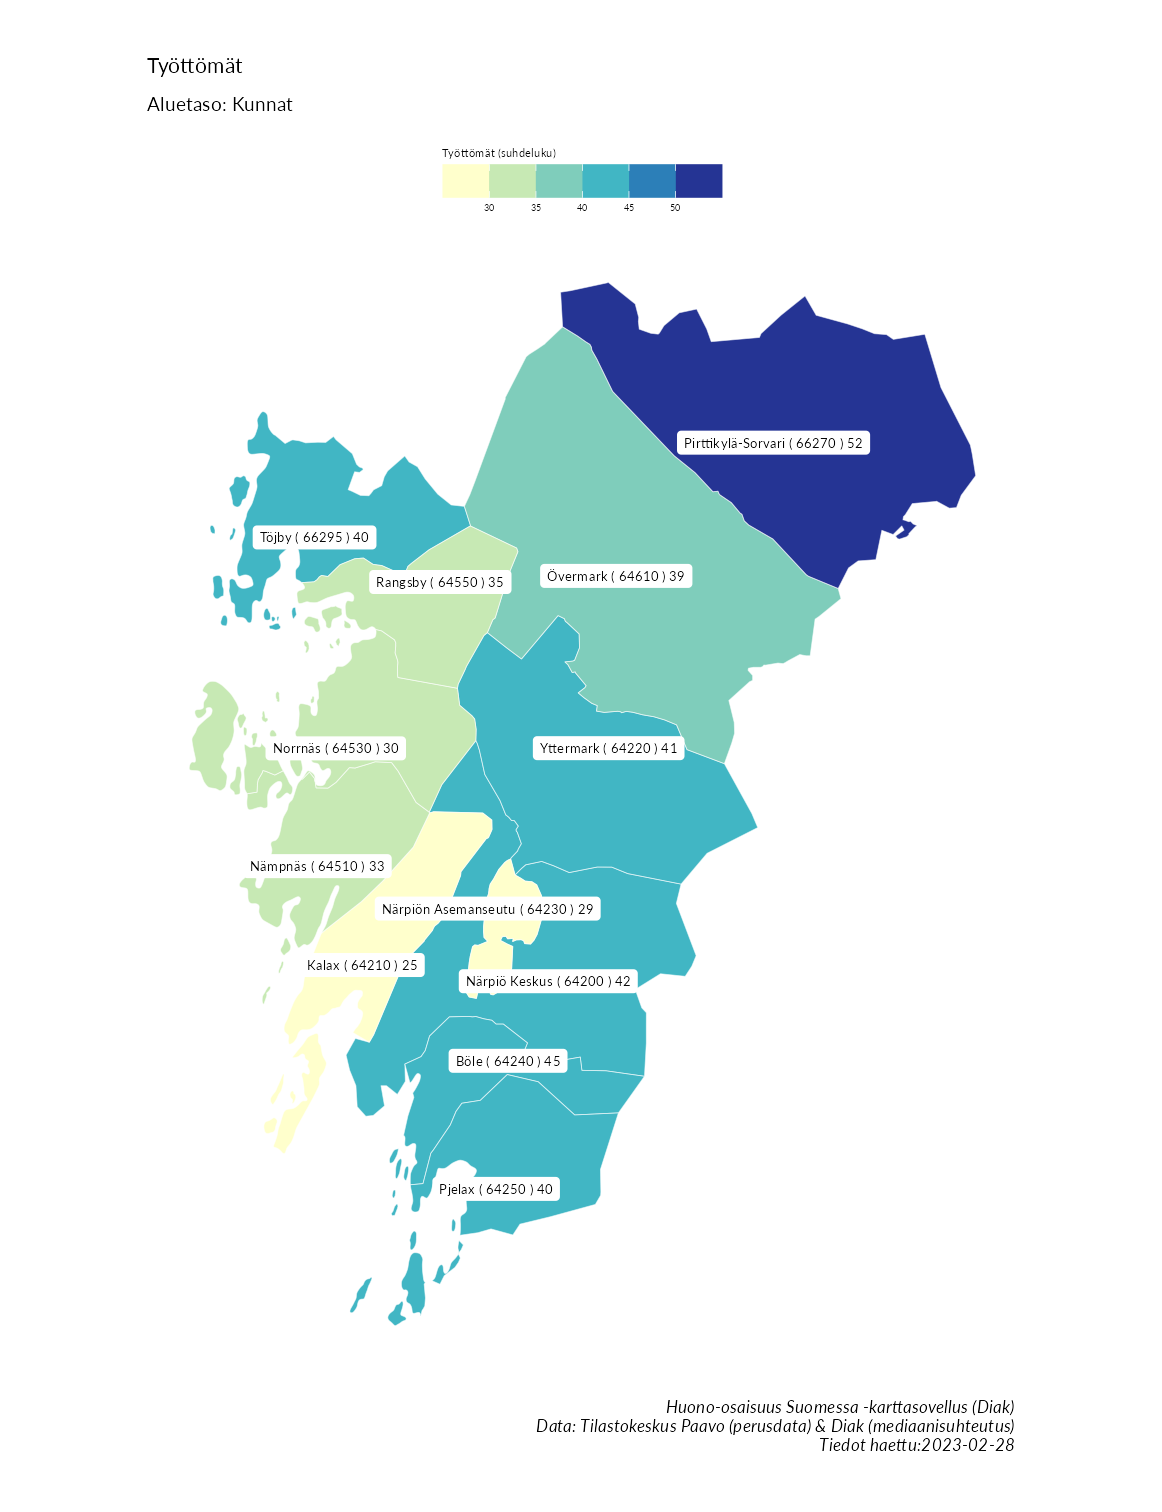 Työttömät
Aluetaso: Kunnat
Työttömät (suhdeluku)
30 35 40 45 50
Pirttikylä-Sorvari ( 66270 ) 52
Töjby ( 66295 ) 40
Rangsby ( 64550 ) 35
Övermark ( 64610 ) 39
Norrnäs ( 64530 ) 30
Yttermark ( 64220 ) 41
Nämpnäs ( 64510 ) 33
Närpiön Asemanseutu ( 64230 ) 29
Kalax ( 64210 ) 25
Närpiö Keskus ( 64200 ) 42
Böle ( 64240 ) 45
Pjelax ( 64250 ) 40
Huono-osaisuus Suomessa -karttasovellus (Diak)
Data: Tilastokeskus Paavo (perusdata) & Diak (mediaanisuhteutus)
Tiedot haettu:2023-02-28